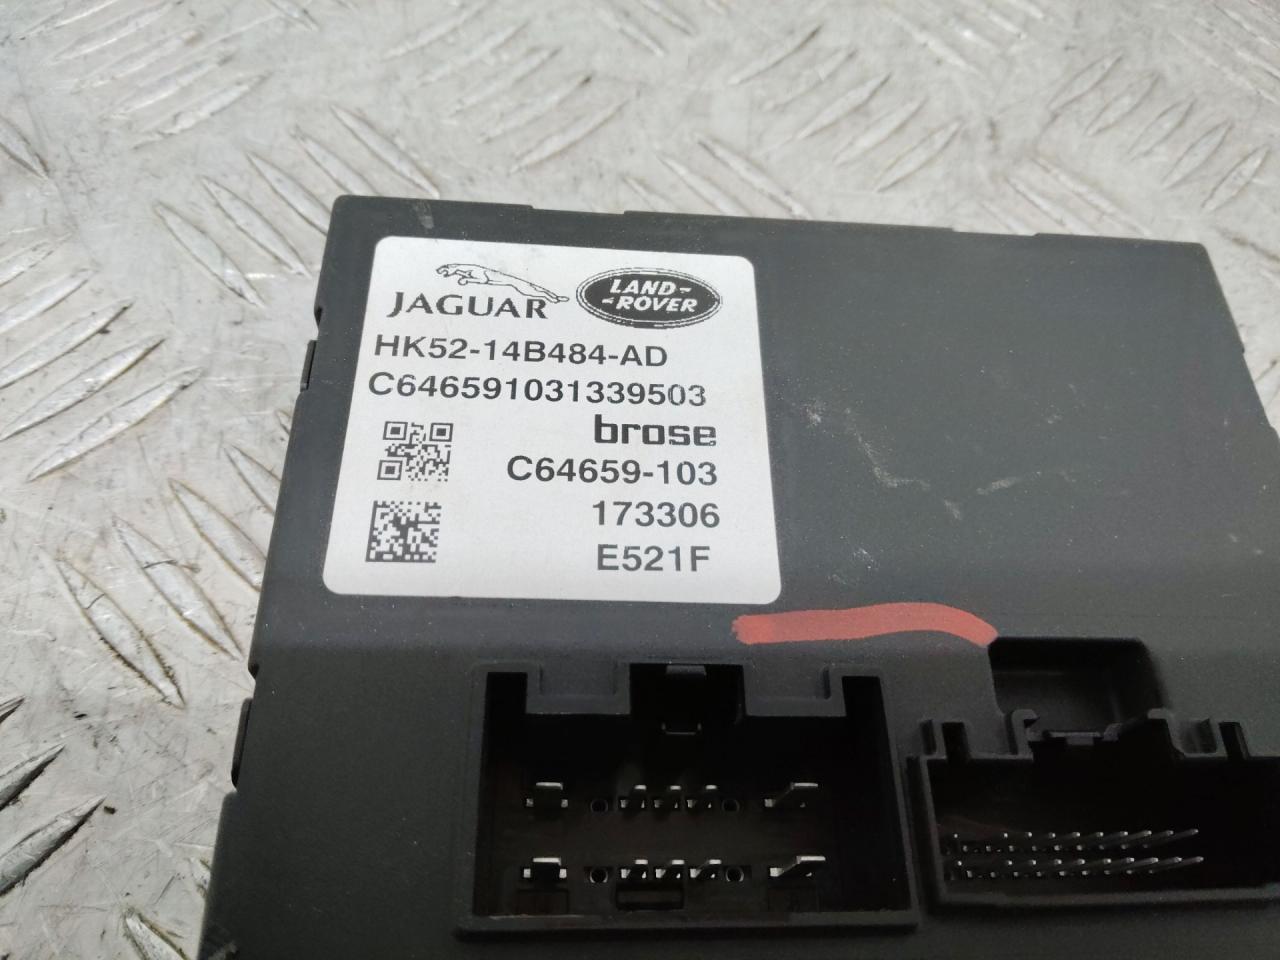 JAGUAR
LAND-
-ROVER
HK52-14B484-AD
C646591031339503
brose
C64659-103
173306
E521F